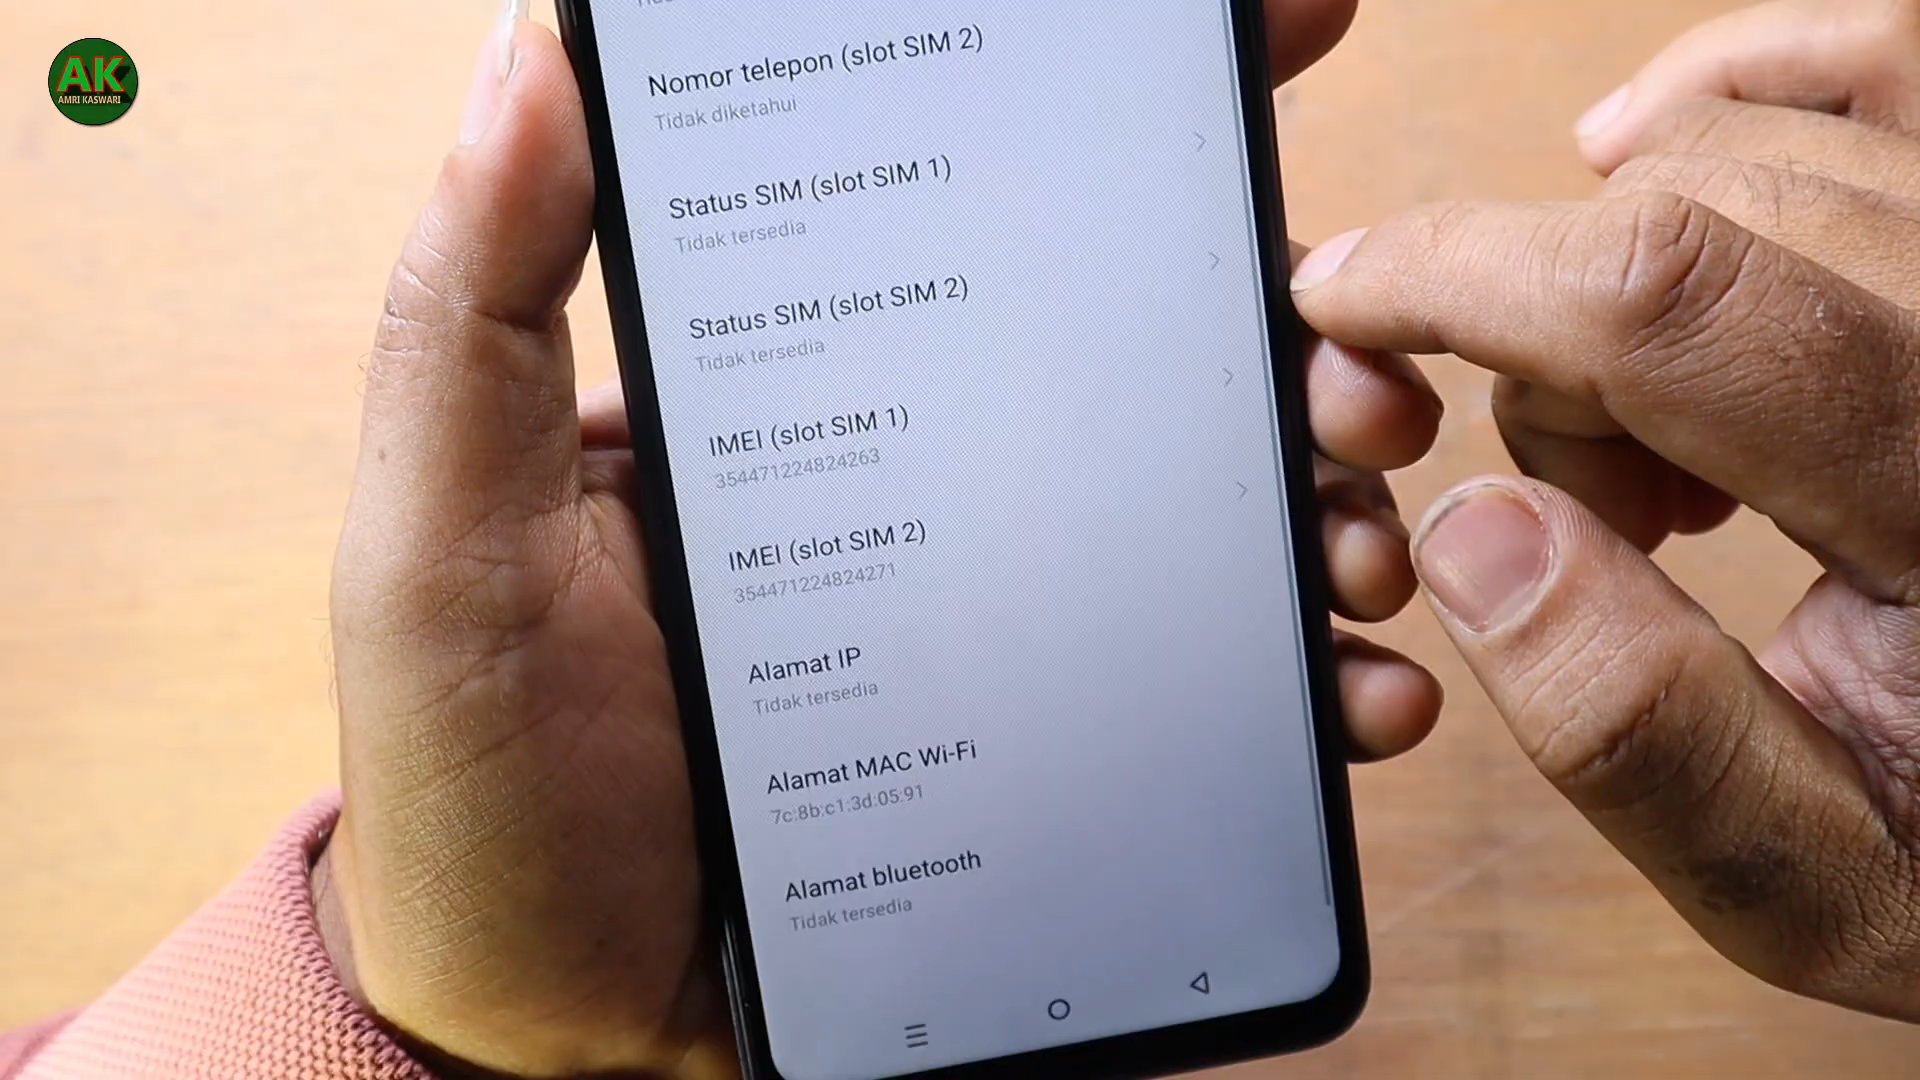 AK
AMRI KASWARI
Nomor telepon (slot SIM 2)
Tidak diketahui
Status SIM (slot SIM 1)
Tidak tersedia
Status SIM (slot SIM 2)
Tidak tersedia
IMEI (slot SIM 1)
354471224824263
IMEI (slot SIM 2)
354471224824271
Alamat IP
Tidak tersedia
Alamat MAC Wi-Fi
7c:8b:c1:3d:05:91
Alamat bluetooth
Tidak tersedia